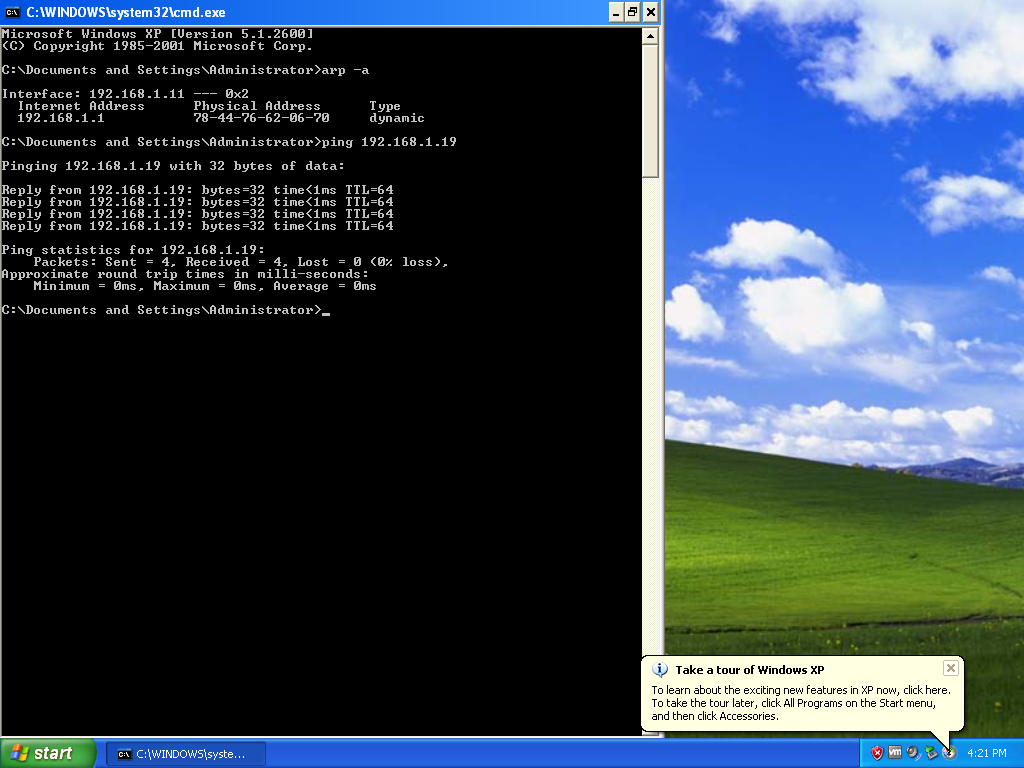 C:\WINDOWS\system32\cmd.exe
Microsoft Windows XP [Version 5.1.2600]
(C) Copyright 1985-2001 Microsoft Corp.
C:\Documents and Settings\Administrator>arp -a
Interface: 192.168.1.11 --- 0x2
Internet Address      Physical Address      Type
192.168.1.1           78-44-76-62-06-70     dynamic
C:\Documents and Settings\Administrator>ping 192.168.1.19
Pinging 192.168.1.19 with 32 bytes of data:
Reply from 192.168.1.19: bytes=32 time<1ms TTL=64
Reply from 192.168.1.19: bytes=32 time<1ms TTL=64
Reply from 192.168.1.19: bytes=32 time<1ms TTL=64
Reply from 192.168.1.19: bytes=32 time<1ms TTL=64
Ping statistics for 192.168.1.19:
Packets: Sent = 4, Received = 4, Lost = 0 (0% loss),
Approximate round trip times in milli-seconds:
Minimum = 0ms, Maximum = 0ms, Average = 0ms
C:\Documents and Settings\Administrator>_
Take a tour of Windows XP
To learn about the exciting new features in XP now, click here.
To take the tour later, click All Programs on the Start menu,
and then click Accessories.
start
C:\WINDOWS\syste...
vm
4:21 PM